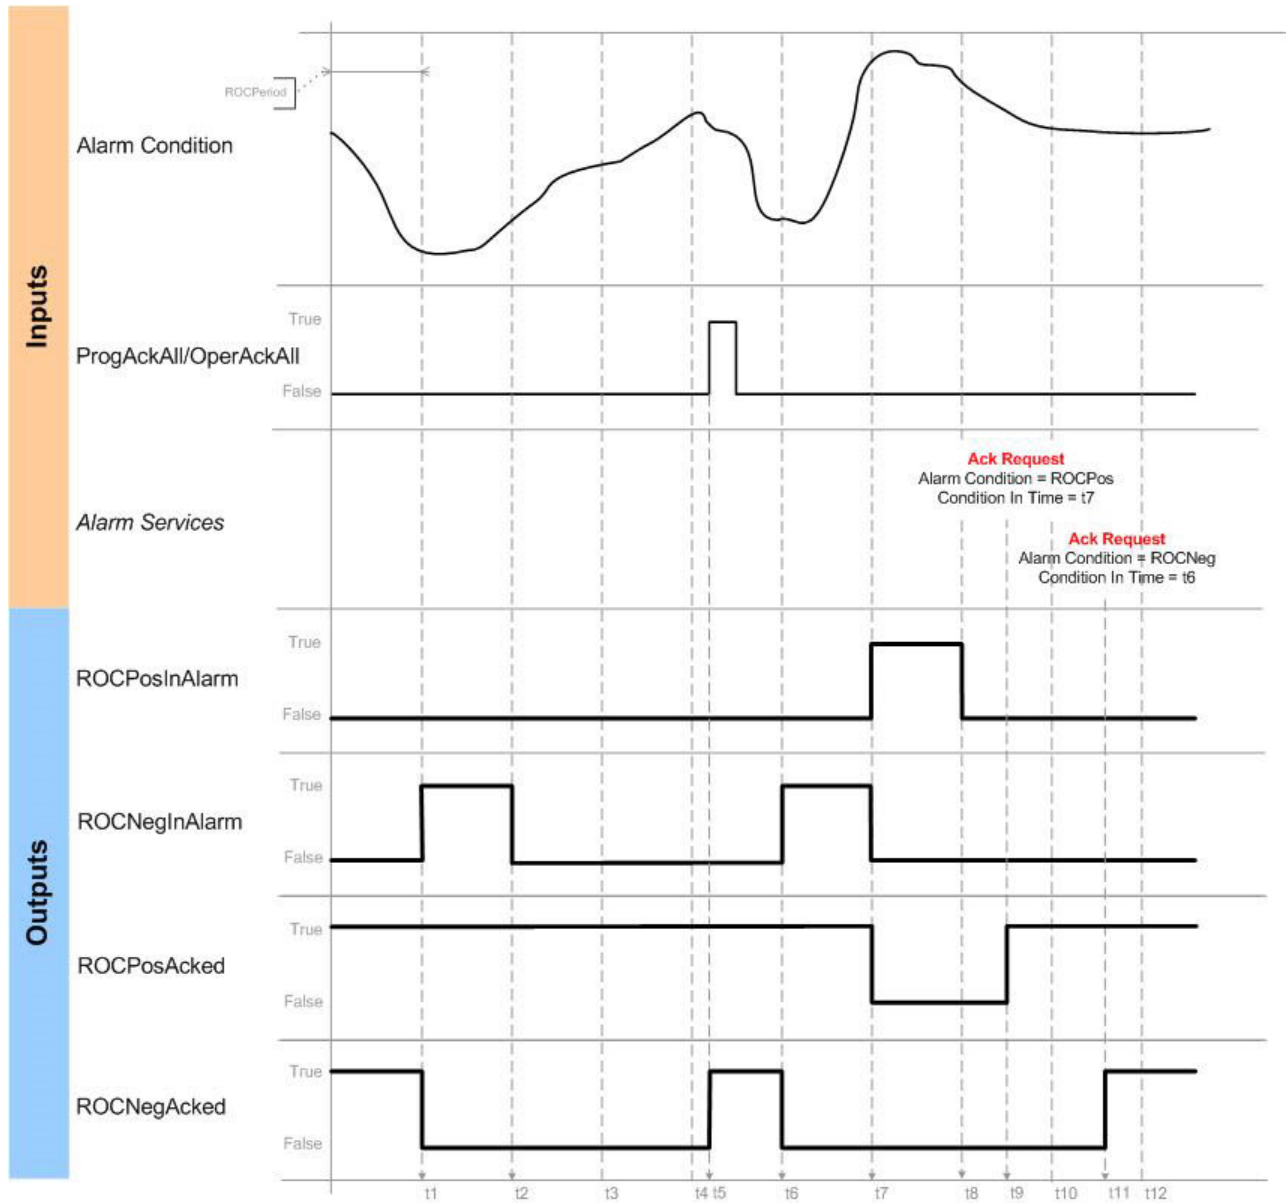 Inputs
ROCPeriod
Alarm Condition
True
ProgAckAll/OperAckAll
False
Ack Request
Alarm Condition = ROCPos
Condition In Time = t7
Alarm Services
Ack Request
Alarm Condition = ROCNeg
Condition In Time = t6
Outputs
True
ROCPosInAlarm
False
True
ROCNegInAlarm
False
True
ROCPosAcked
False
True
ROCNegAcked
False
t1 t2 t3 t4 t5 t6 t7 t8 t9 t10 t11 t12